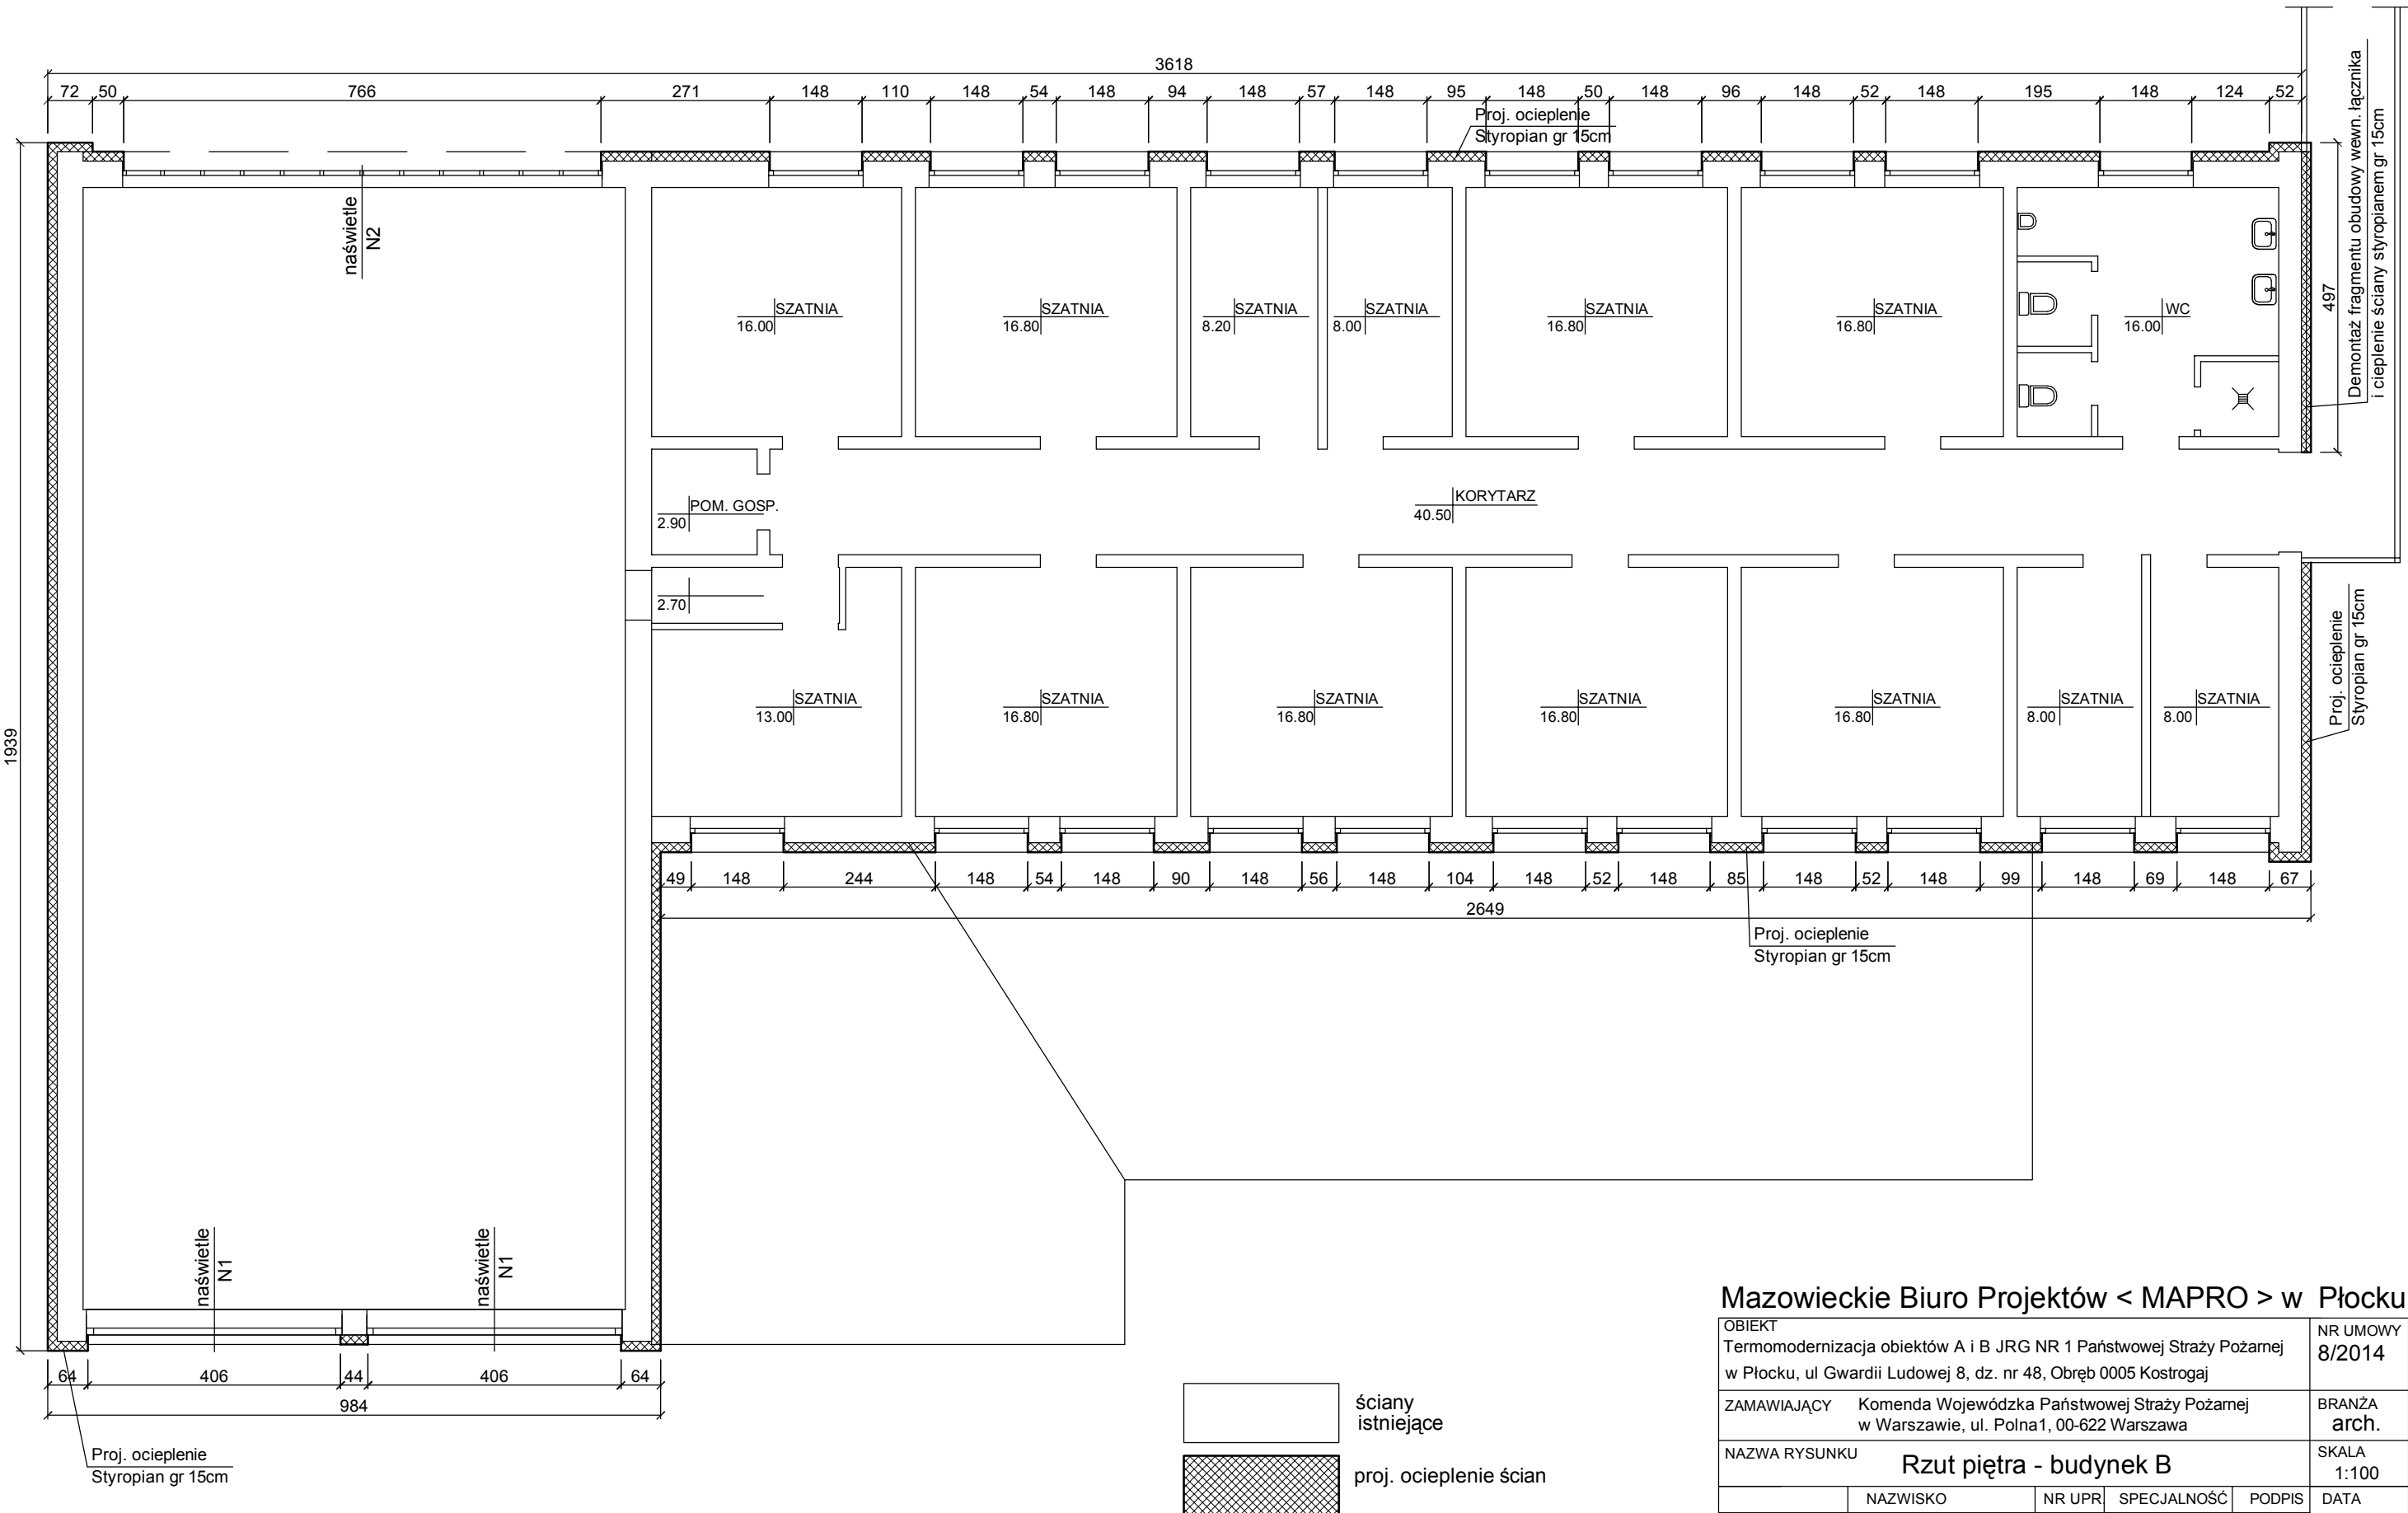 3618
72 50 766 271 148 110 148 54 148 94 148 57 148 95 148 50 148 96 148 52 148 195 148 124 52
Proj. ocieplenie
Styropian gr 15cm
Demontaż fragmentu obudowy wewn. łącznika
i cieplenie ściany styropianem gr 15cm
497
naświetle
N2
SZATNIA
16.00
SZATNIA
16.80
SZATNIA
8.20
SZATNIA
8.00
SZATNIA
16.80
SZATNIA
16.80
WC
16.00
POM. GOSP.
2.90
KORYTARZ
40.50
2.70
1939
SZATNIA
13.00
SZATNIA
16.80
SZATNIA
16.80
SZATNIA
16.80
SZATNIA
16.80
SZATNIA
8.00
SZATNIA
8.00
Proj. ocieplenie
Styropian gr 15cm
49 148 244 148 54 148 90 148 56 148 104 148 52 148 85 148 52 148 99 148 69 148 67
2649
Proj. ocieplenie
Styropian gr 15cm
naświetle
N1
naświetle
N1
64 406 44 406 64
984
Proj. ocieplenie
Styropian gr 15cm
ściany
istniejące
proj. ocieplenie ścian
Mazowieckie Biuro Projektów < MAPRO > w Płocku
OBIEKT
Termomodernizacja obiektów A i B JRG NR 1 Państwowej Straży Pożarnej
w Płocku, ul Gwardii Ludowej 8, dz. nr 48, Obręb 0005 Kostrogaj
NR UMOWY
8/2014
ZAMAWIAJĄCY Komenda Wojewódzka Państwowej Straży Pożarnej
w Warszawie, ul. Polna1, 00-622 Warszawa
BRANŻA
arch.
NAZWA RYSUNKU
Rzut piętra - budynek B
SKALA
1:100
NAZWISKO NR UPR. SPECJALNOŚĆ PODPIS DATA